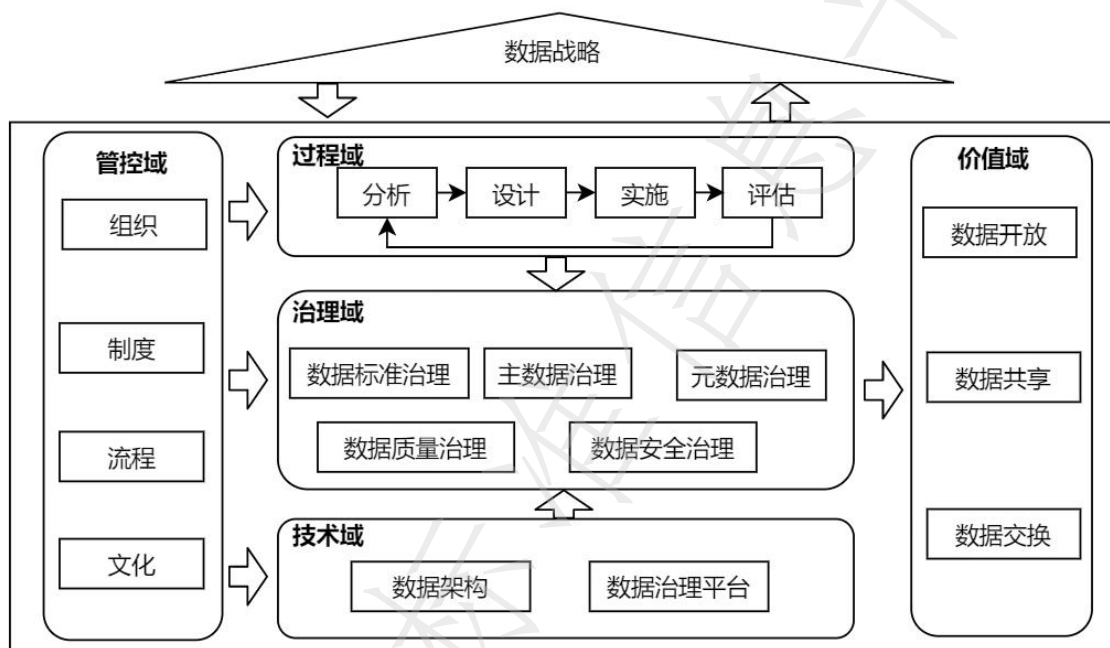 数据战略
管控域
组织
制度
流程
文化
过程域
分析
设计
实施
评估
治理域
数据标准治理
主数据治理
元数据治理
数据质量治理
数据安全治理
技术域
数据架构
数据治理平台
价值域
数据开放
数据共享
数据交换